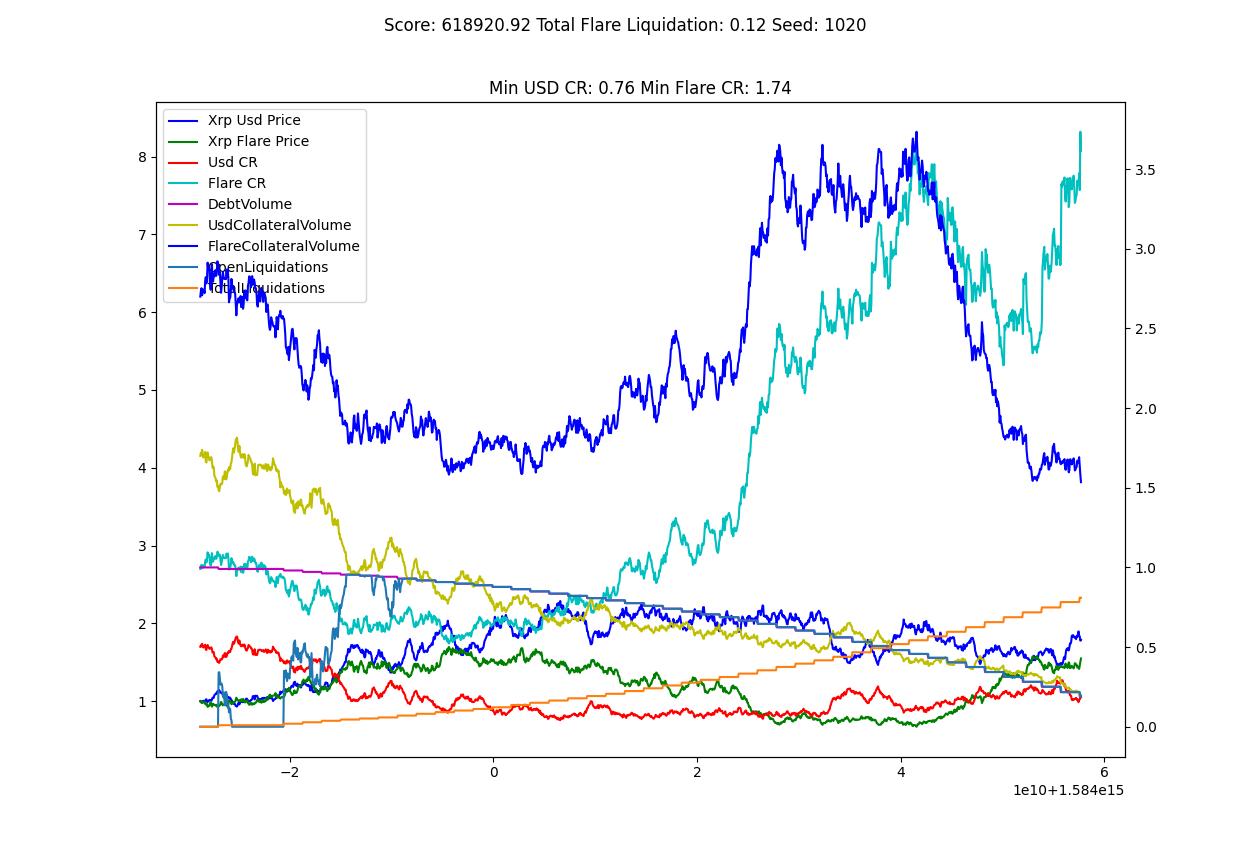 Score: 618920.92 Total Flare Liquidation: 0.12 Seed: 1020
Min USD CR: 0.76 Min Flare CR: 1.74
Xrp Usd Price
Xrp Flare Price
Usd CR
Flare CR
DebtVolume
UsdCollateralVolume
FlareCollateralVolume
OpenLiquidations
TotalLiquidations
8
7
6
5
4
3
2
1
3.5
3.0
2.5
2.0
1.5
1.0
0.5
0.0
−2
0
2
4
6
1e10+1.584e15